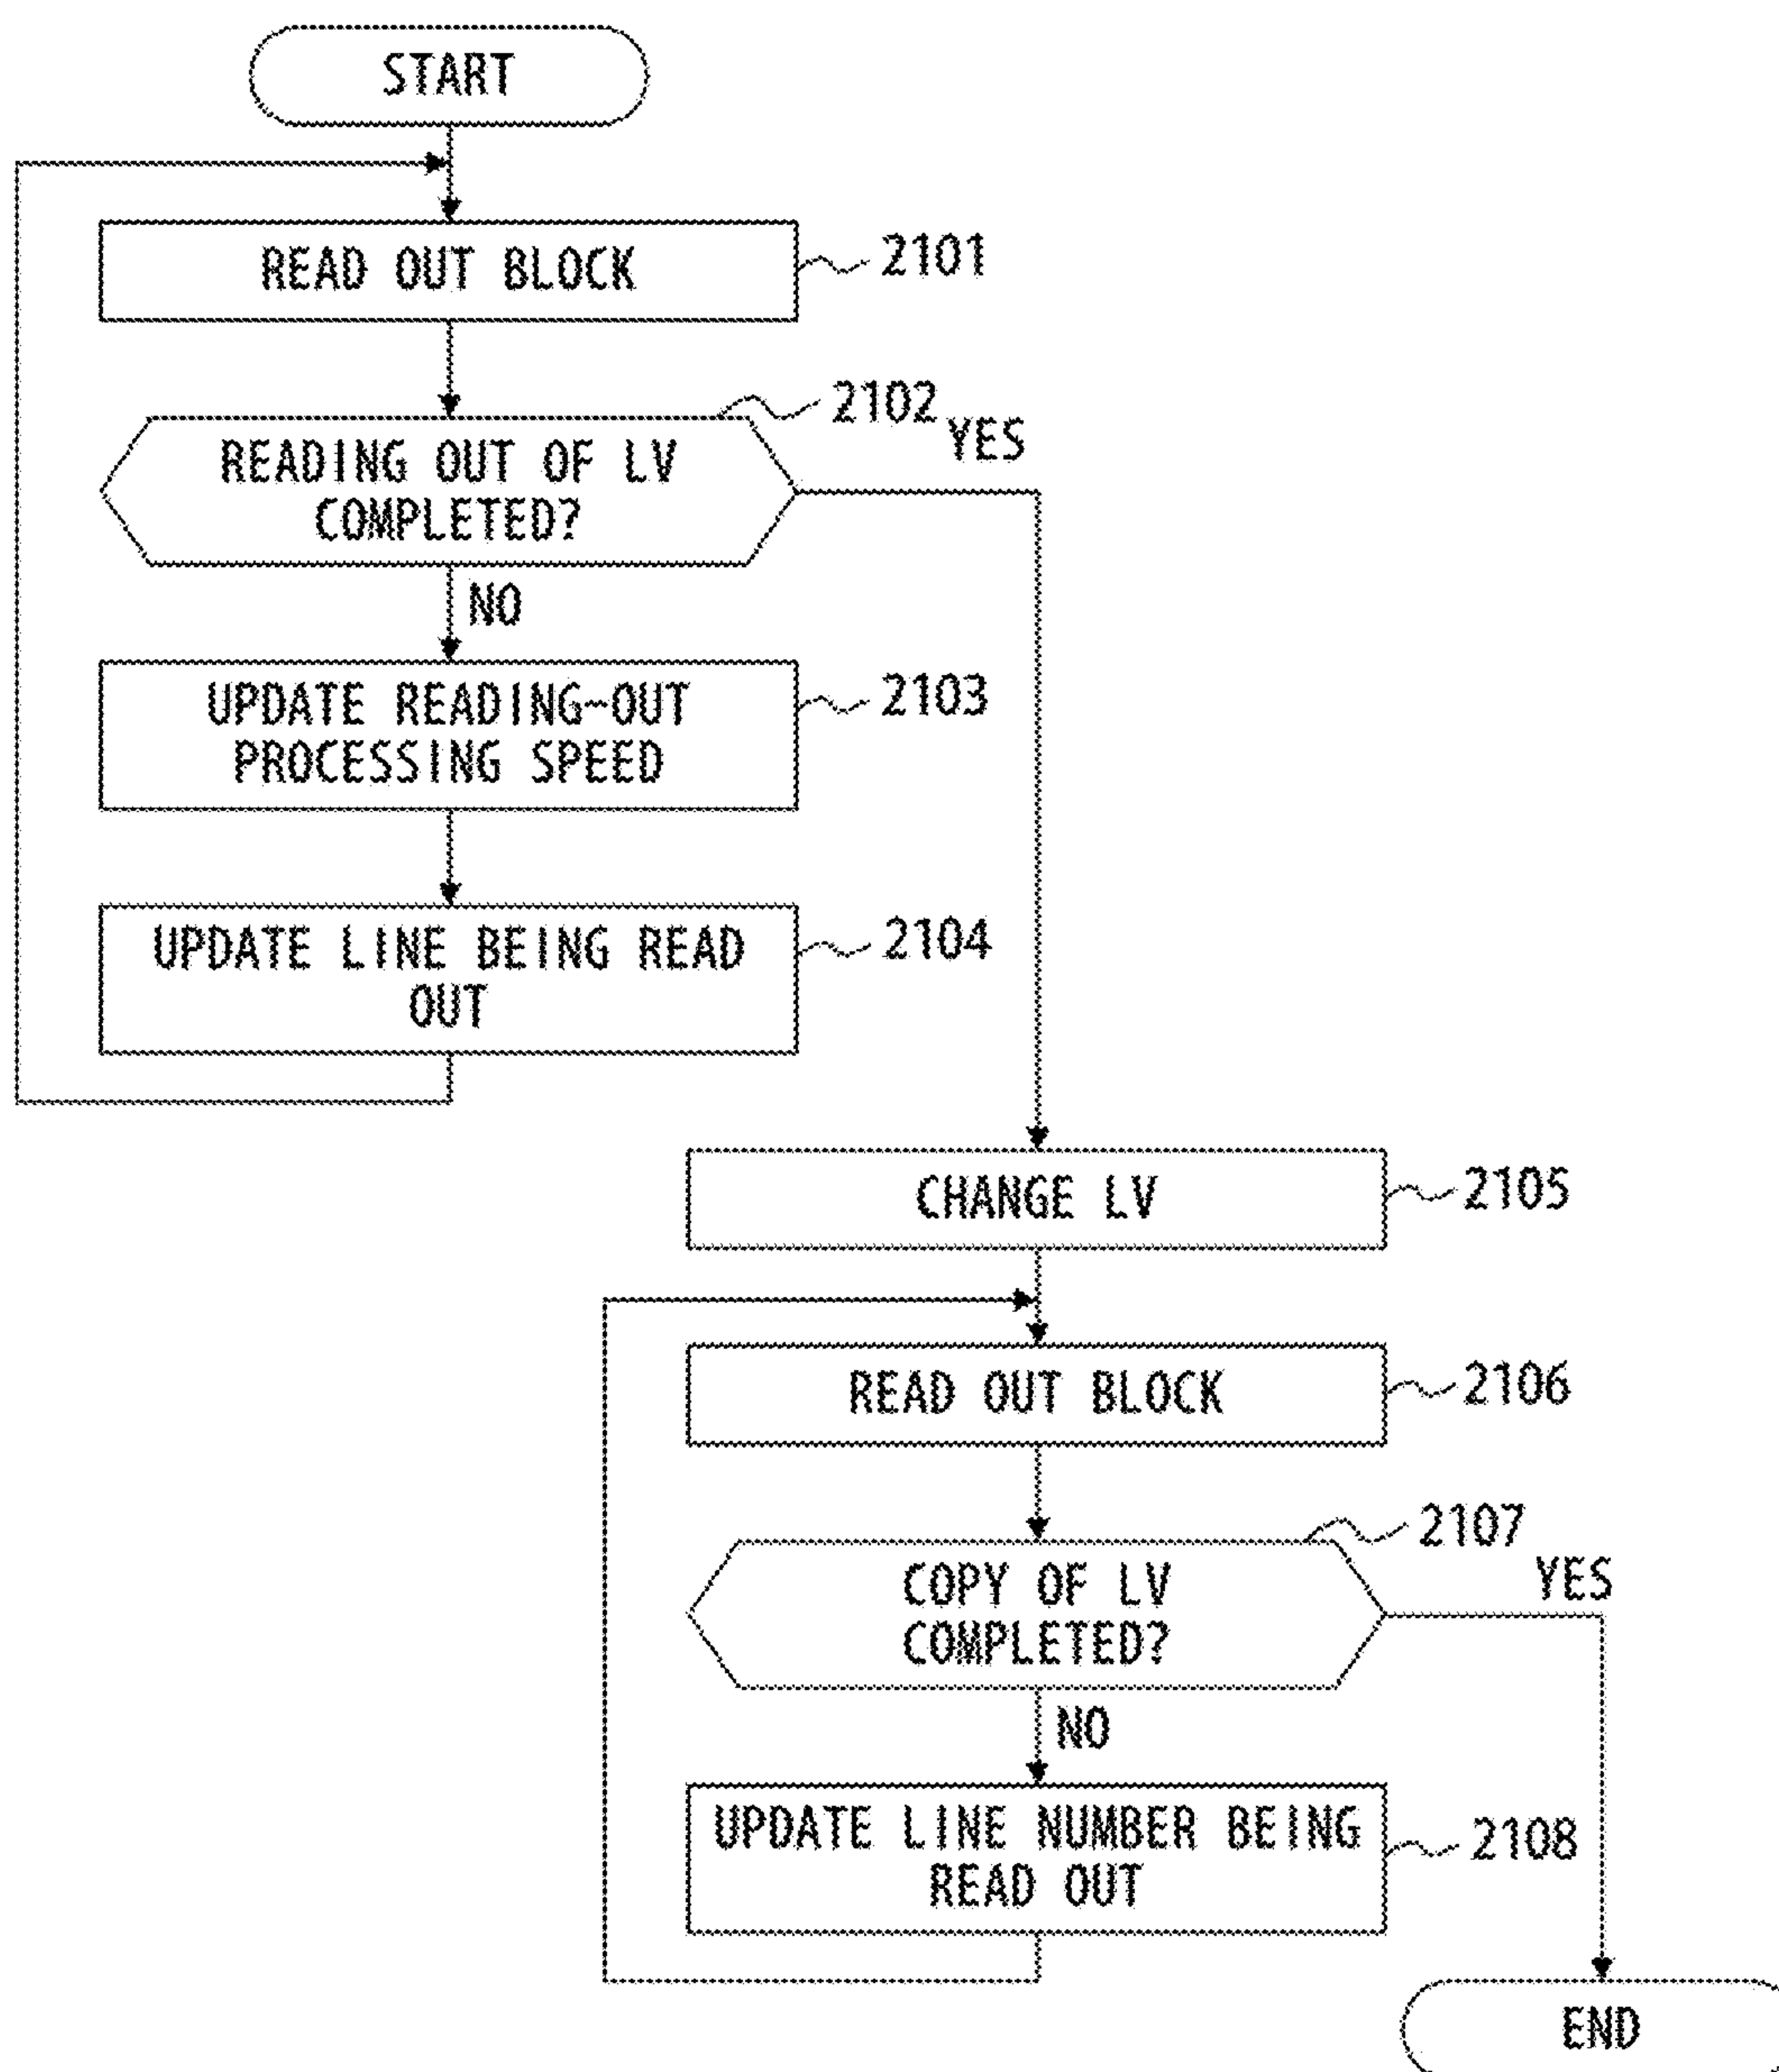 START
READ OUT BLOCK
2101
2102
READING OUT OF LV
COMPLETED?
YES
NO
UPDATE READING-OUT
PROCESSING SPEED
2103
UPDATE LINE BEING READ
OUT
2104
CHANGE LV
2105
READ OUT BLOCK
2106
2107
COPY OF LV
COMPLETED?
YES
NO
UPDATE LINE NUMBER BEING
READ OUT
2108
END